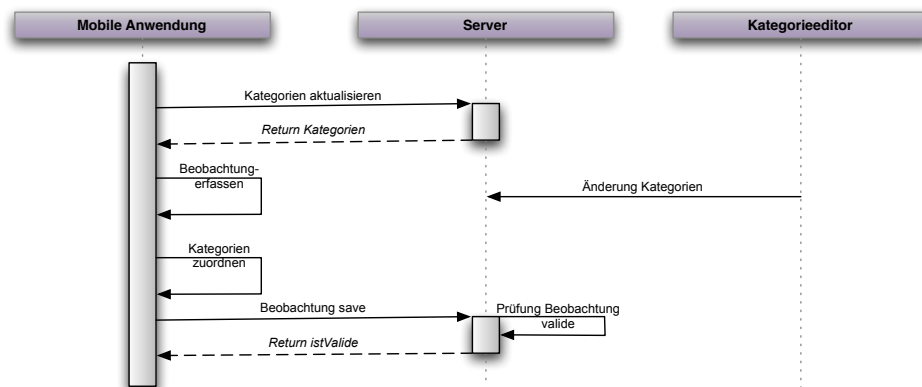 Mobile Anwendung
Server
Kategorieeditor
Kategorien aktualisieren
Return Kategorien
Beobachtung-
erfassen
Änderung Kategorien
Kategorien
zuordnen
Beobachtung save
Prüfung Beobachtung
valide
Return istValide